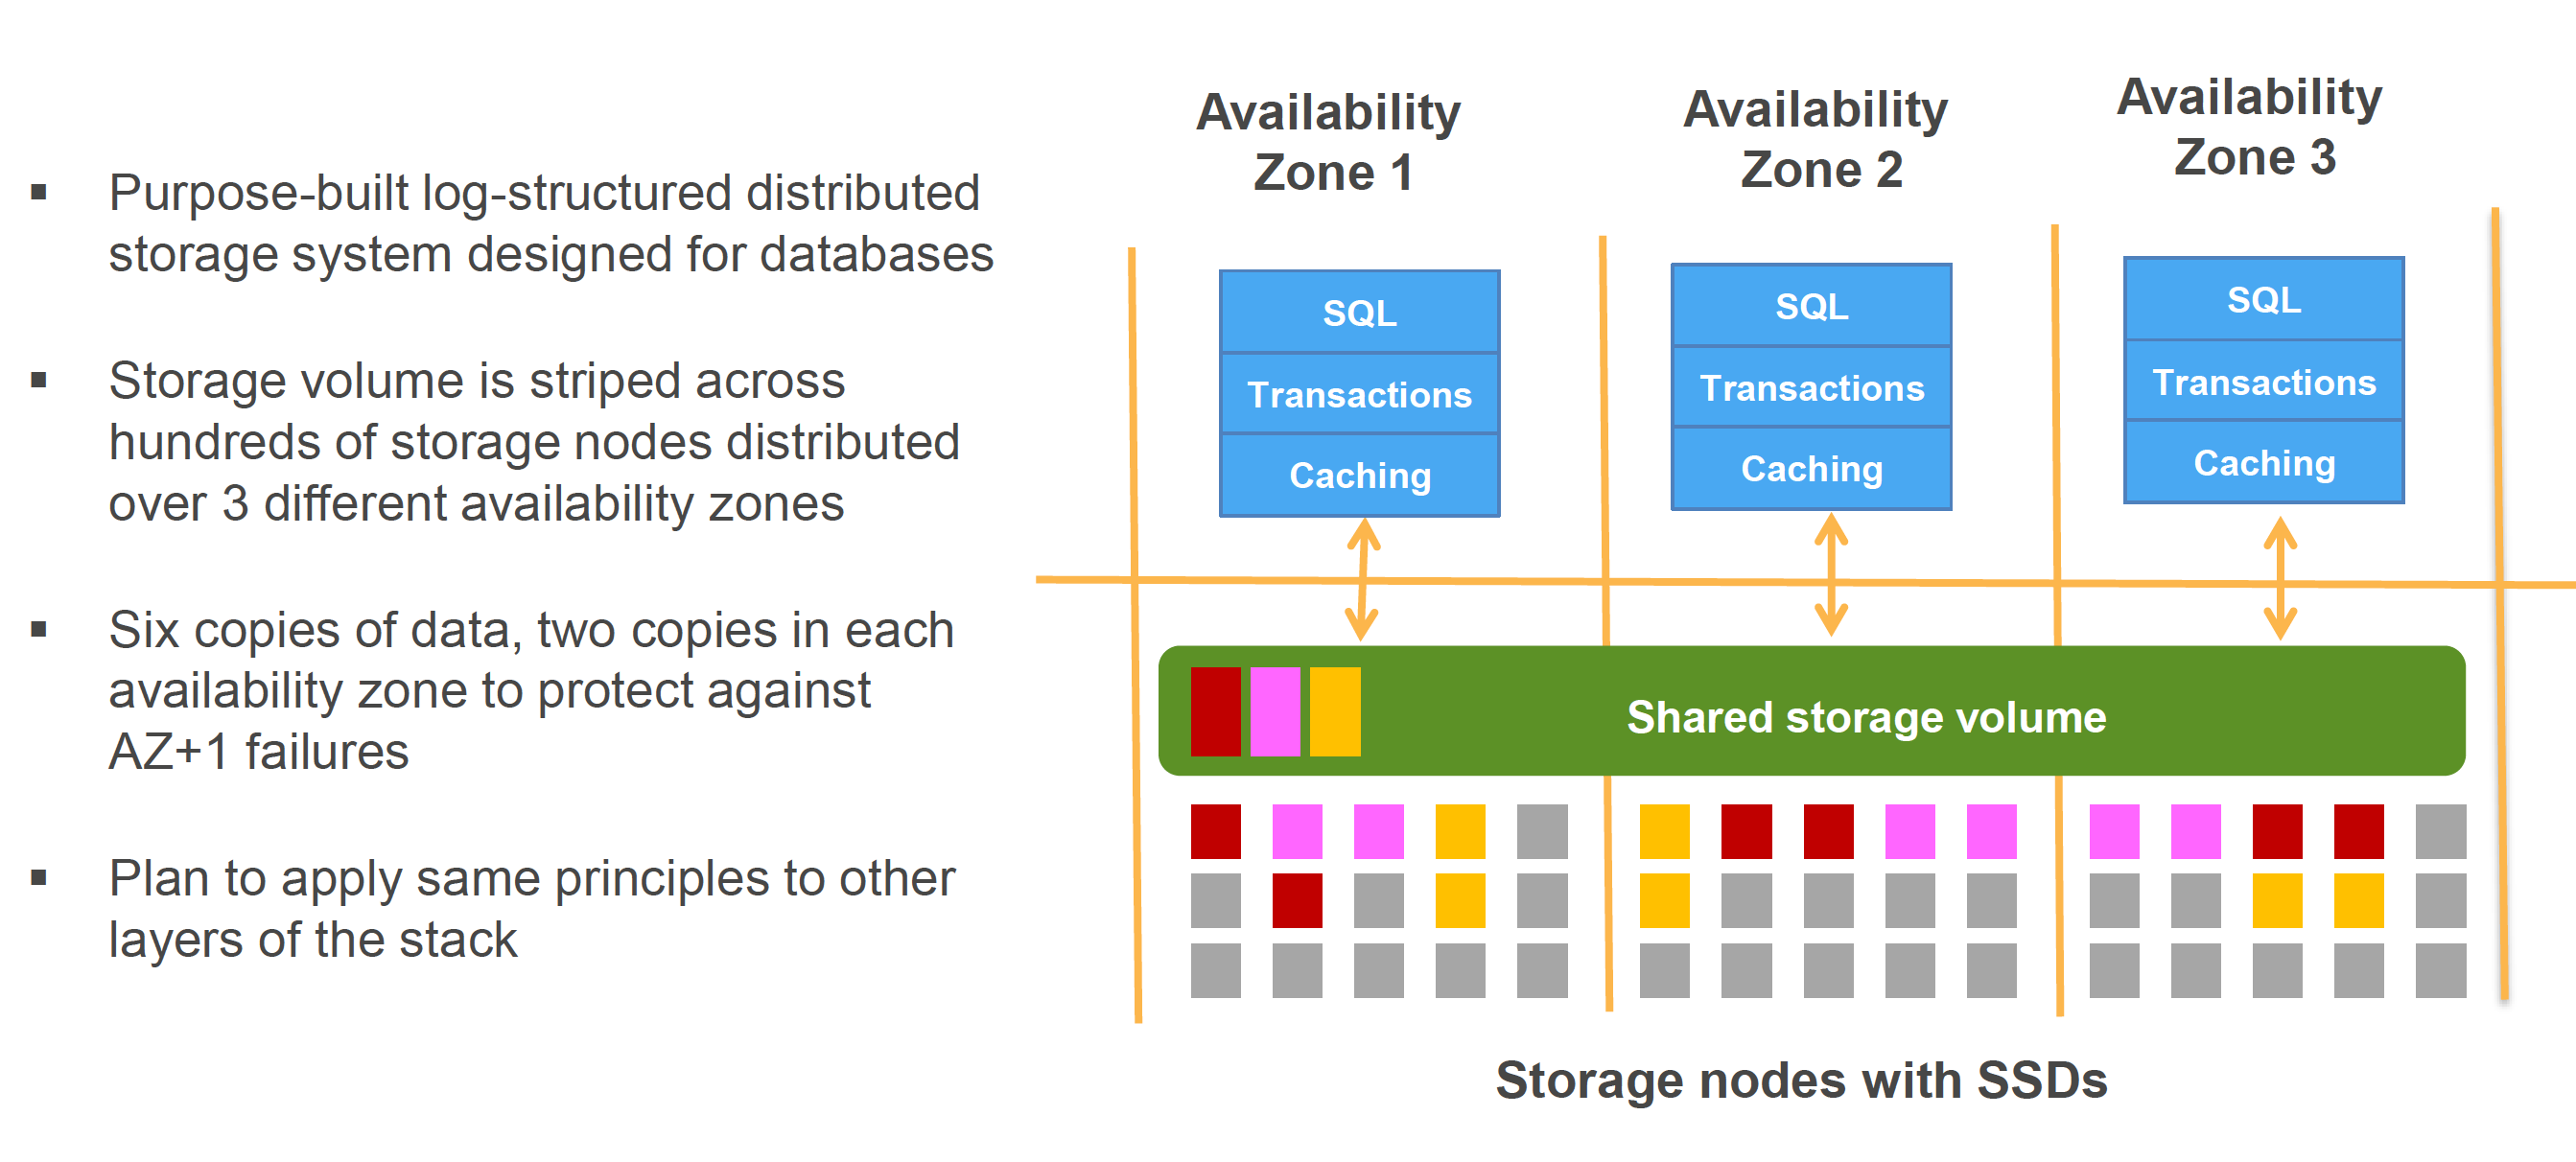 ▪ Purpose-built log-structured distributed
storage system designed for databases
▪ Storage volume is striped across
hundreds of storage nodes distributed
over 3 different availability zones
▪ Six copies of data, two copies in each
availability zone to protect against
AZ+1 failures
▪ Plan to apply same principles to other
layers of the stack
Availability
Zone 1
Availability
Zone 2
Availability
Zone 3
SQL
Transactions
Caching
SQL
Transactions
Caching
SQL
Transactions
Caching
Shared storage volume
Storage nodes with SSDs